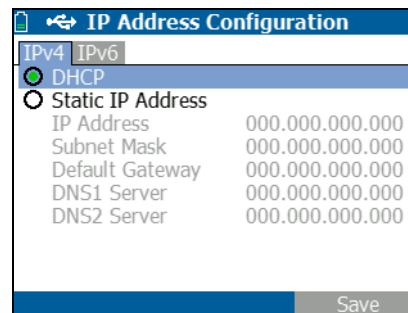 IP Address Configuration
IPv4 IPv6
DHCP
Static IP Address
IP Address 000.000.000.000
Subnet Mask 000.000.000.000
Default Gateway 000.000.000.000
DNS1 Server 000.000.000.000
DNS2 Server 000.000.000.000
Save